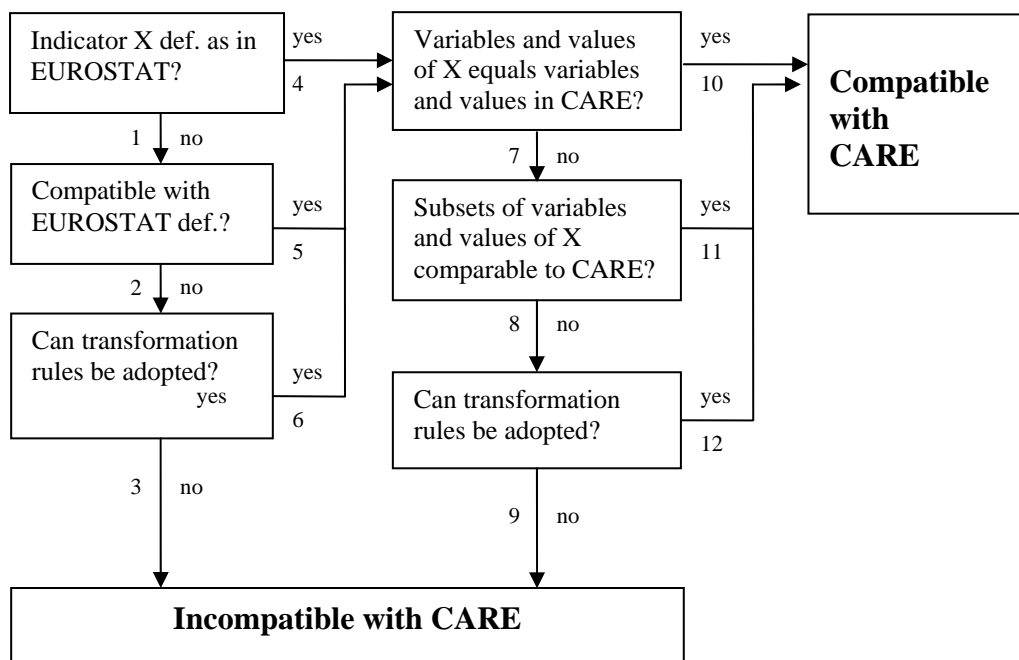 Indicator X def. as in
EUROSTAT?
yes
4
1
no
Compatible with
EUROSTAT def.?
yes
5
2
no
Can transformation
rules be adopted?
yes
yes
6
3
no
Variables and values
of X equals variables
and values in CARE?
yes
10
7
no
Subsets of variables
and values of X
comparable to CARE?
yes
11
8
no
Can transformation
rules be adopted?
yes
12
9
no
Compatible
with
CARE
Incompatible with CARE